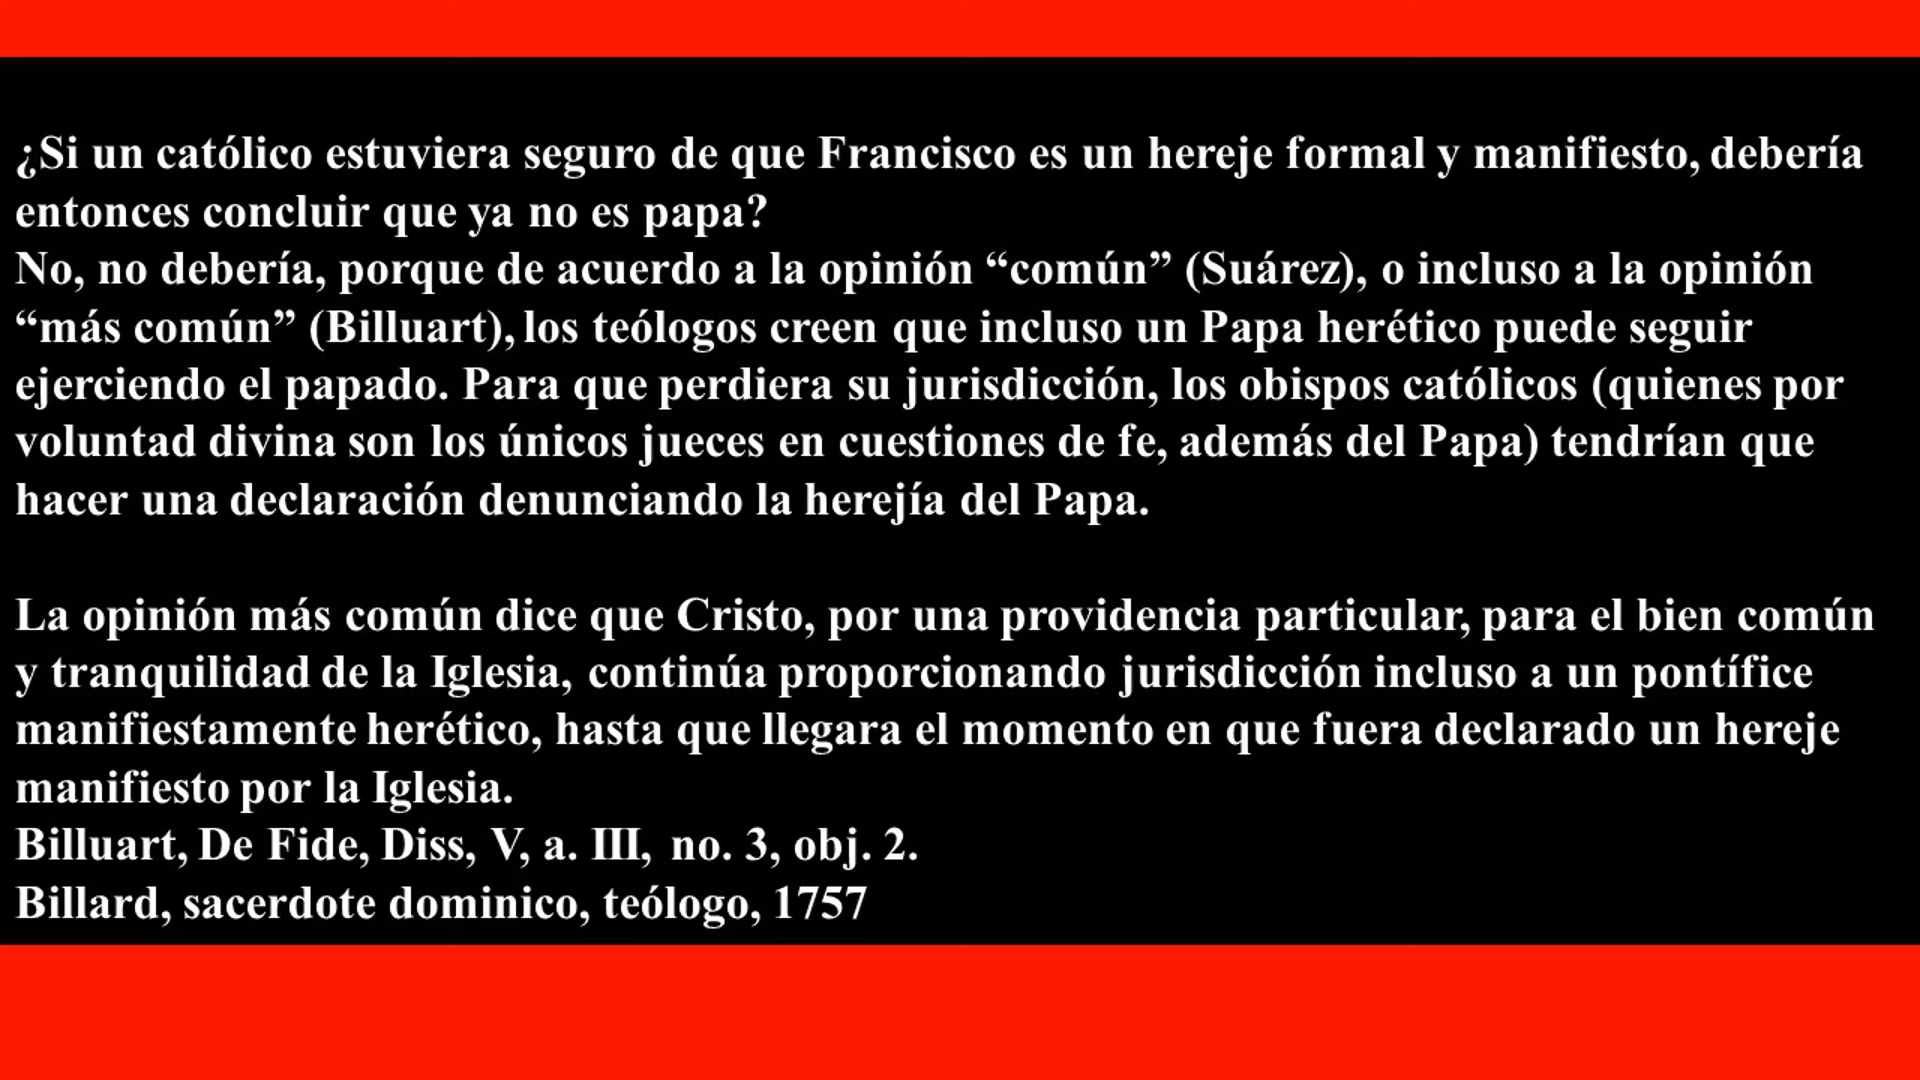 ¿Si un católico estuviera seguro de que Francisco es un hereje formal y manifiesto, debería
entonces concluir que ya no es papa?
No, no debería, porque de acuerdo a la opinión “común” (Suárez), o incluso a la opinión
“más común” (Billuart), los teólogos creen que incluso un Papa herético puede seguir
ejerciendo el papado. Para que perdiera su jurisdicción, los obispos católicos (quienes por
voluntad divina son los únicos jueces en cuestiones de fe, además del Papa) tendrían que
hacer una declaración denunciando la herejía del Papa.
La opinión más común dice que Cristo, por una providencia particular, para el bien común
y tranquilidad de la Iglesia, continúa proporcionando jurisdicción incluso a un pontífice
manifiestamente herético, hasta que llegara el momento en que fuera declarado un hereje
manifiesto por la Iglesia.
Billuart, De Fide, Diss, V, a. III, no. 3, obj. 2.
Billard, sacerdote dominico, teólogo, 1757